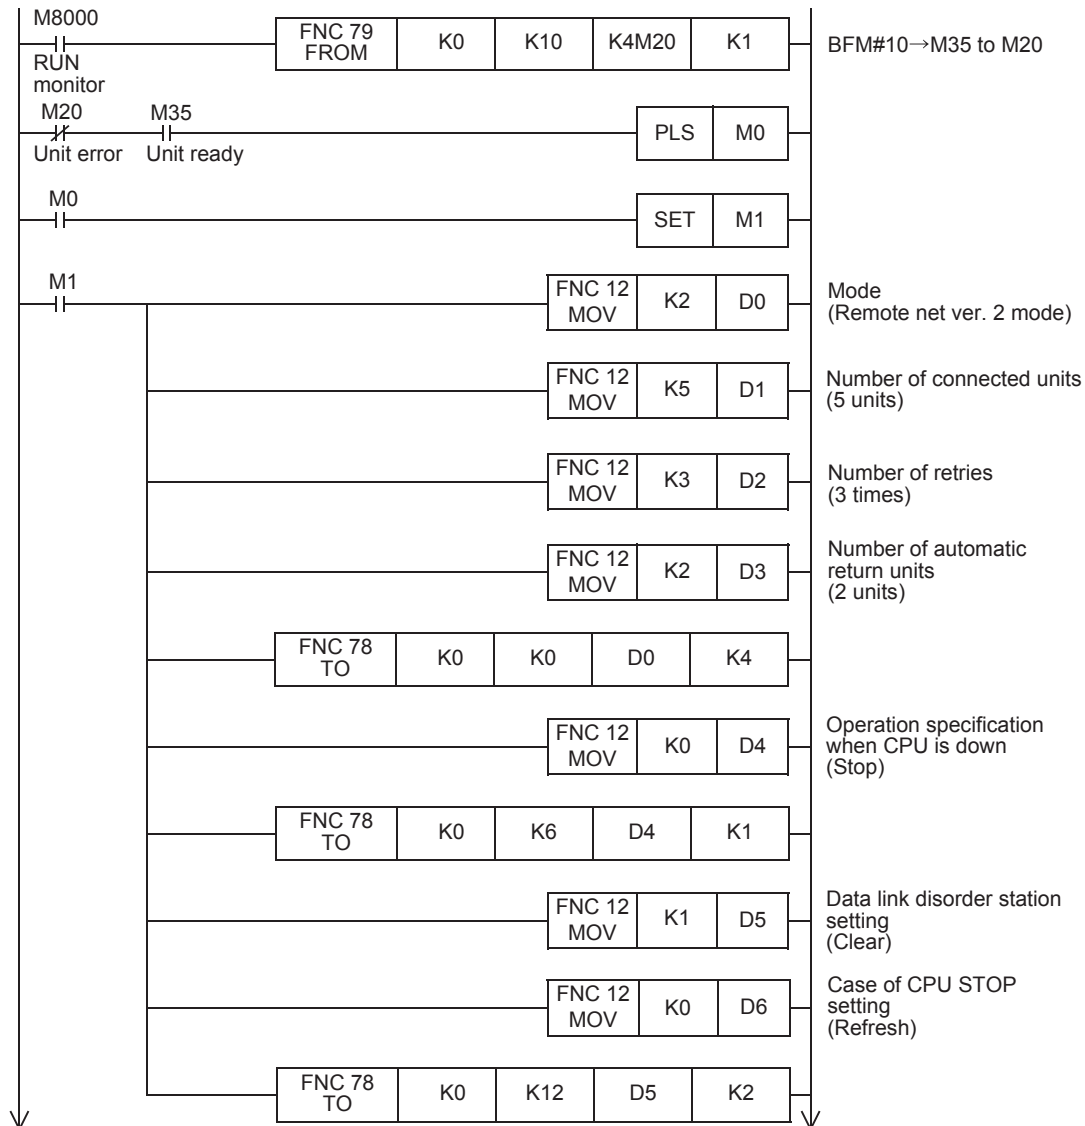 M8000
FNC 79
FROM
K0
K10
K4M20
K1
BFM#10→M35 to M20
RUN
monitor
M20
M35
PLS
M0
Unit error
Unit ready
M0
SET
M1
M1
FNC 12
MOV
K2
D0
Mode
(Remote net ver. 2 mode)
FNC 12
MOV
K5
D1
Number of connected units
(5 units)
FNC 12
MOV
K3
D2
Number of retries
(3 times)
FNC 12
MOV
K2
D3
Number of automatic
return units
(2 units)
FNC 78
TO
K0
K0
D0
K4
FNC 12
MOV
K0
D4
Operation specification
when CPU is down
(Stop)
FNC 78
TO
K0
K6
D4
K1
FNC 12
MOV
K1
D5
Data link disorder station
setting
(Clear)
FNC 12
MOV
K0
D6
Case of CPU STOP
setting
(Refresh)
FNC 78
TO
K0
K12
D5
K2